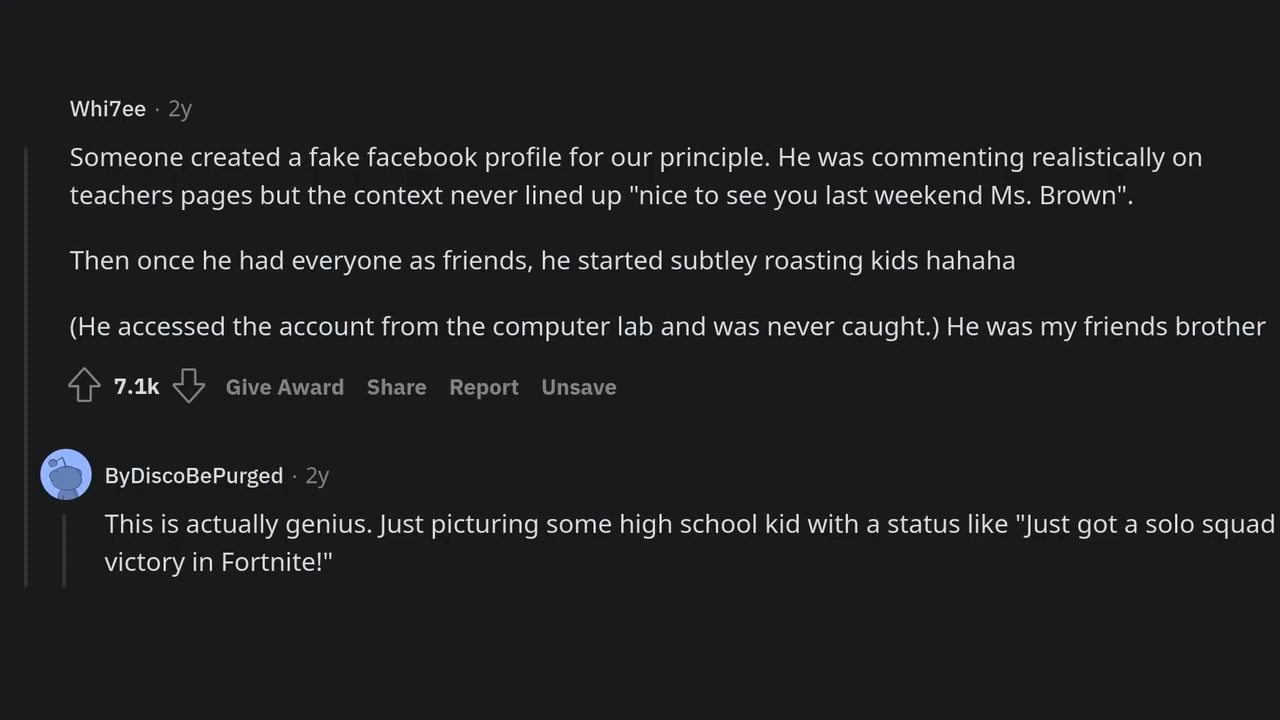 Whi7ee · 2y
Someone created a fake facebook profile for our principle. He was commenting realistically on
teachers pages but the context never lined up "nice to see you last weekend Ms. Brown".
Then once he had everyone as friends, he started subtley roasting kids hahaha
(He accessed the account from the computer lab and was never caught.) He was my friends brother
7.1k Give Award Share Report Unsave
ByDiscoBePurged · 2y
This is actually genius. Just picturing some high school kid with a status like "Just got a solo squad
victory in Fortnite!"